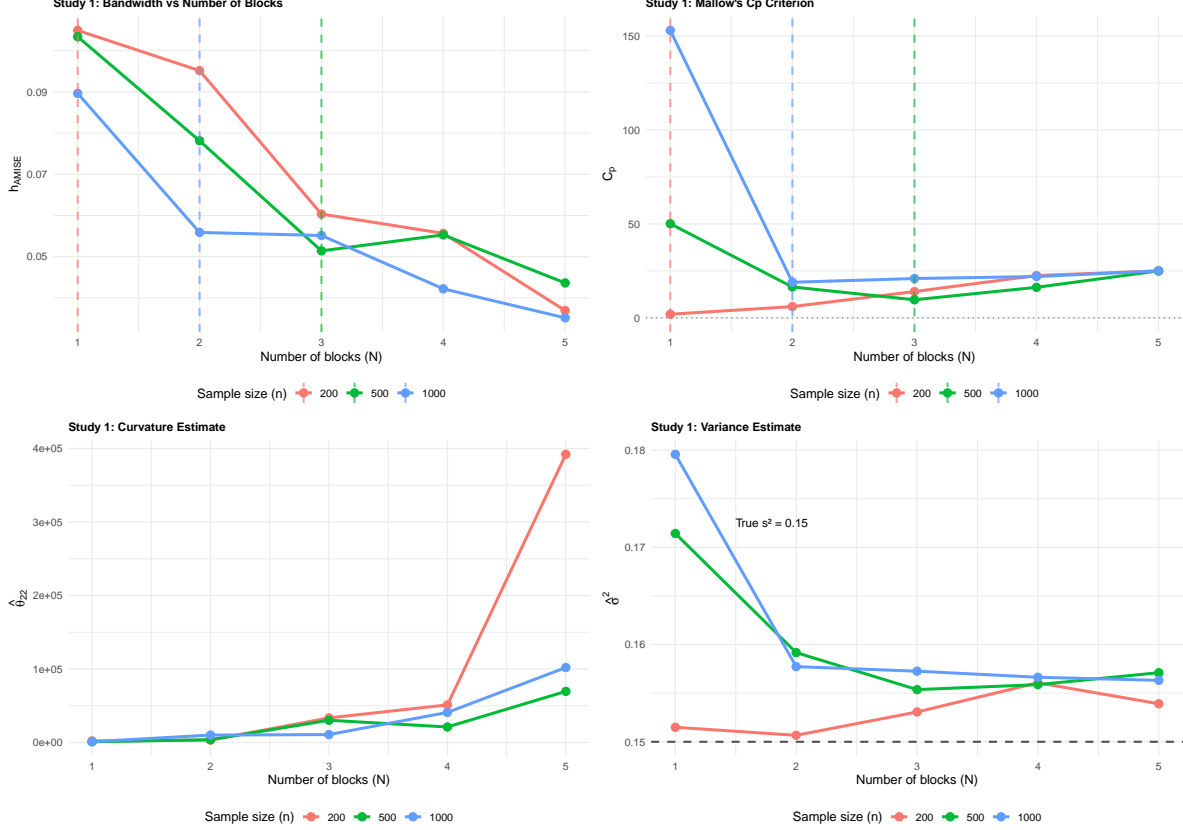 Study 1: Bandwidth vs Number of Blocks
0.09
0.07
0.05
h_AMISE
1 2 3 4 5
Number of blocks (N)
Sample size (n) 200 500 1000
Study 1: Mallow's Cp Criterion
150
100
50
0
C_p
1 2 3 4 5
Number of blocks (N)
Sample size (n) 200 500 1000
Study 1: Curvature Estimate
4e+05
3e+05
2e+05
1e+05
0e+00
θ̂_22
1 2 3 4 5
Number of blocks (N)
Sample size (n) 200 500 1000
Study 1: Variance Estimate
0.18
0.17
0.16
0.15
σ̂²
True s² = 0.15
1 2 3 4 5
Number of blocks (N)
Sample size (n) 200 500 1000